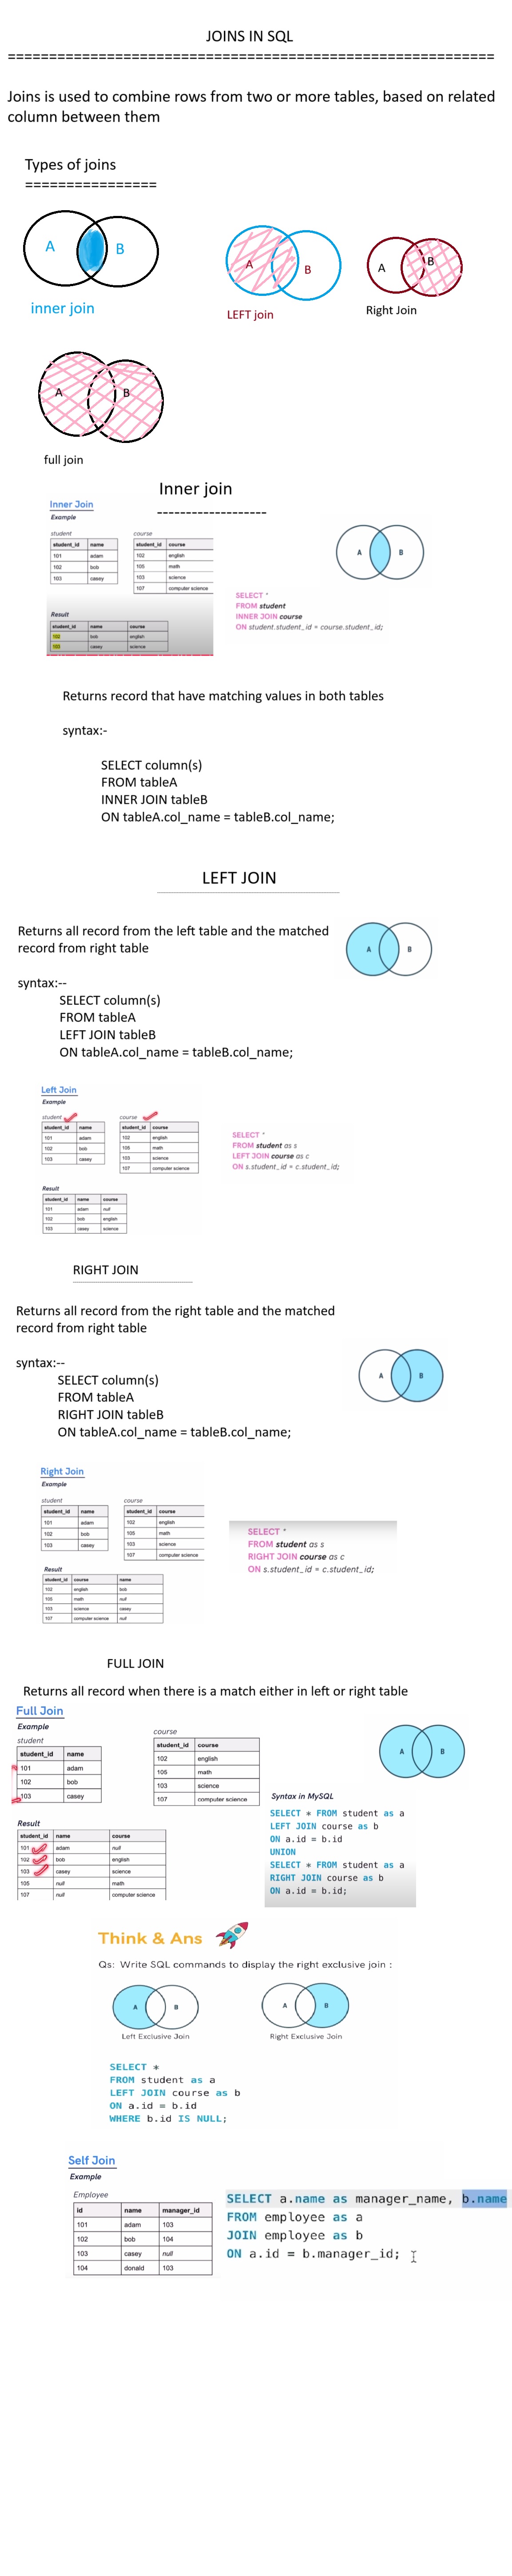 JOINS IN SQL
===========================================================
Joins is used to combine rows from two or more tables, based on related
column between them
Types of joins
================
A B
inner join
A B
LEFT join
A B
Right Join
A B
full join
Inner join
-------------------
Inner Join
Example
student
student_id name
101 adam
102 bob
103 casey
course
student_id course
102 english
105 math
103 science
107 computer science
A B
SELECT *
FROM student
INNER JOIN course
ON student.student_id = course.student_id;
Result
student_id name course
102 bob english
103 casey science
Returns record that have matching values in both tables
syntax:-
SELECT column(s)
FROM tableA
INNER JOIN tableB
ON tableA.col_name = tableB.col_name;
LEFT JOIN
Returns all record from the left table and the matched
record from right table
A B
syntax:--
SELECT column(s)
FROM tableA
LEFT JOIN tableB
ON tableA.col_name = tableB.col_name;
Left Join
Example
student
student_id name
101 adam
102 bob
103 casey
course
student_id course
102 english
105 math
103 science
107 computer science
SELECT *
FROM student as s
LEFT JOIN course as c
ON s.student_id = c.student_id;
Result
student_id name course
101 adam null
102 bob english
103 casey science
RIGHT JOIN
Returns all record from the right table and the matched
record from right table
A B
syntax:--
SELECT column(s)
FROM tableA
RIGHT JOIN tableB
ON tableA.col_name = tableB.col_name;
Right Join
Example
student
student_id name
101 adam
102 bob
103 casey
course
student_id course
102 english
105 math
103 science
107 computer science
SELECT *
FROM student as s
RIGHT JOIN course as c
ON s.student_id = c.student_id;
Result
student_id course name
102 english bob
105 math null
103 science casey
107 computer science null
FULL JOIN
Returns all record when there is a match either in left or right table
Full Join
Example
student
student_id name
101 adam
102 bob
103 casey
course
student_id course
102 english
105 math
103 science
107 computer science
A B
Syntax in MySQL
SELECT * FROM student as a
LEFT JOIN course as b
ON a.id = b.id
UNION
SELECT * FROM student as a
RIGHT JOIN course as b
ON a.id = b.id;
Result
student_id name course
101 adam null
102 bob english
103 casey science
105 null math
107 null computer science
Think & Ans
Qs: Write SQL commands to display the right exclusive join :
A B
Left Exclusive Join
A B
Right Exclusive Join
SELECT *
FROM student as a
LEFT JOIN course as b
ON a.id = b.id
WHERE b.id IS NULL;
Self Join
Example
Employee
id name manager_id
101 adam 103
102 bob 104
103 casey null
104 donald 103
SELECT a.name as manager_name, b.name
FROM employee as a
JOIN employee as b
ON a.id = b.manager_id;